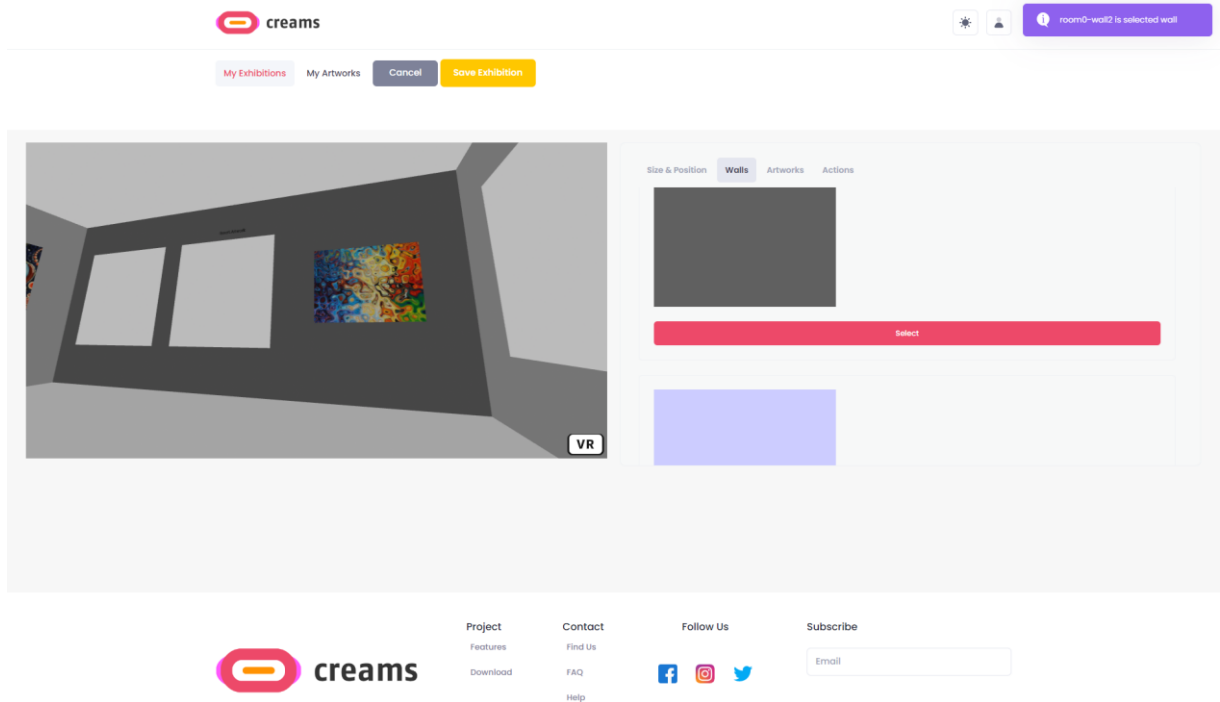 creams
room0-wall2 is selected wall
My Exhibitions My Artworks Cancel Save Exhibition
Size & Position Walls Artworks Actions
Select
VR
Project Contact Follow Us Subscribe
Features Find Us
Email
creams
Download FAQ
Help